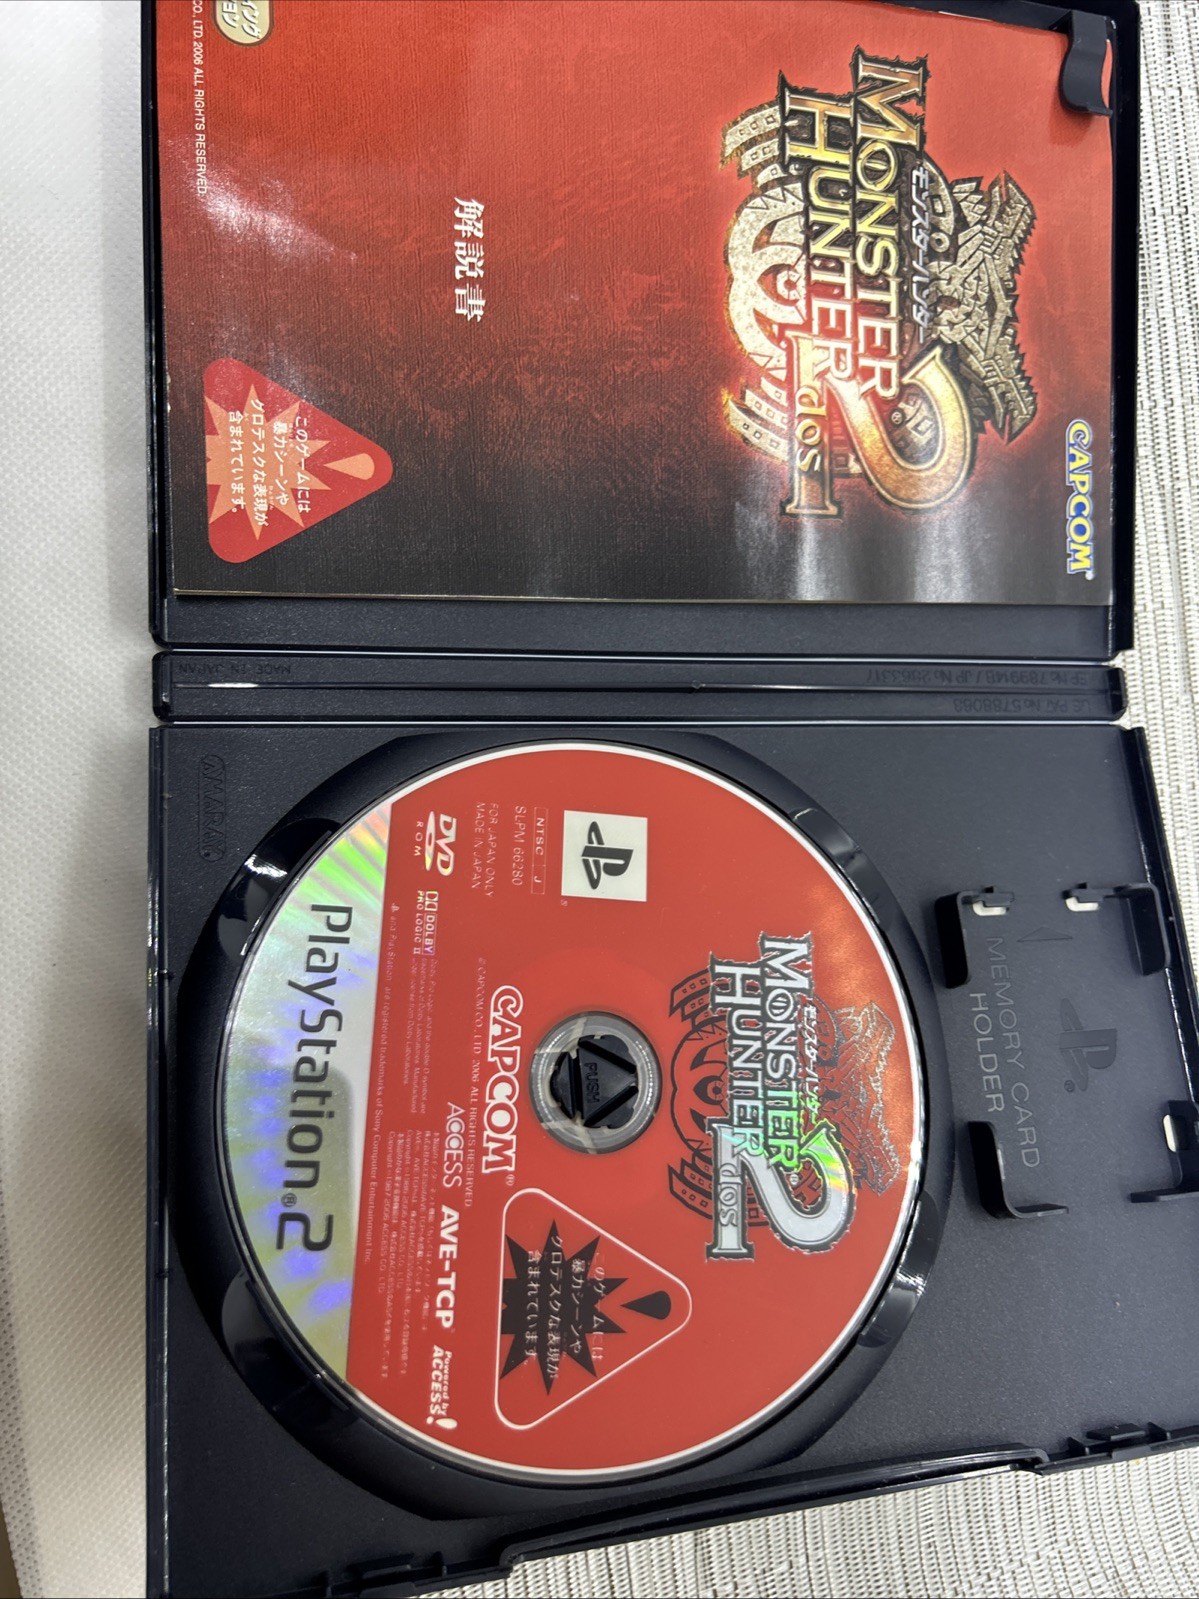 CAPCOM
モンスターハンター
MONSTER
HUNTER 2
dos
解説書
このゲームには
暴力シーンや
グロテスクな表現が
含まれています。
CO., LTD. 2006 ALL RIGHTS RESERVED.
MADE IN JAPAN
AMARAY
MEMORY CARD
HOLDER
モンスターハンター
MONSTER
HUNTER 2
dos
NTSC J
SLPM 66280
FOR JAPAN ONLY
MADE IN JAPAN
DVD
ROM
DOLBY
PRO LOGIC II
PUSH
CAPCOM
© CAPCOM CO., LTD. 2006 ALL RIGHTS RESERVED
ACCESS AVE-TCP
Powered by
ACCESS
このゲームには
暴力シーンや
グロテスクな表現が
含まれています
PlayStation®2